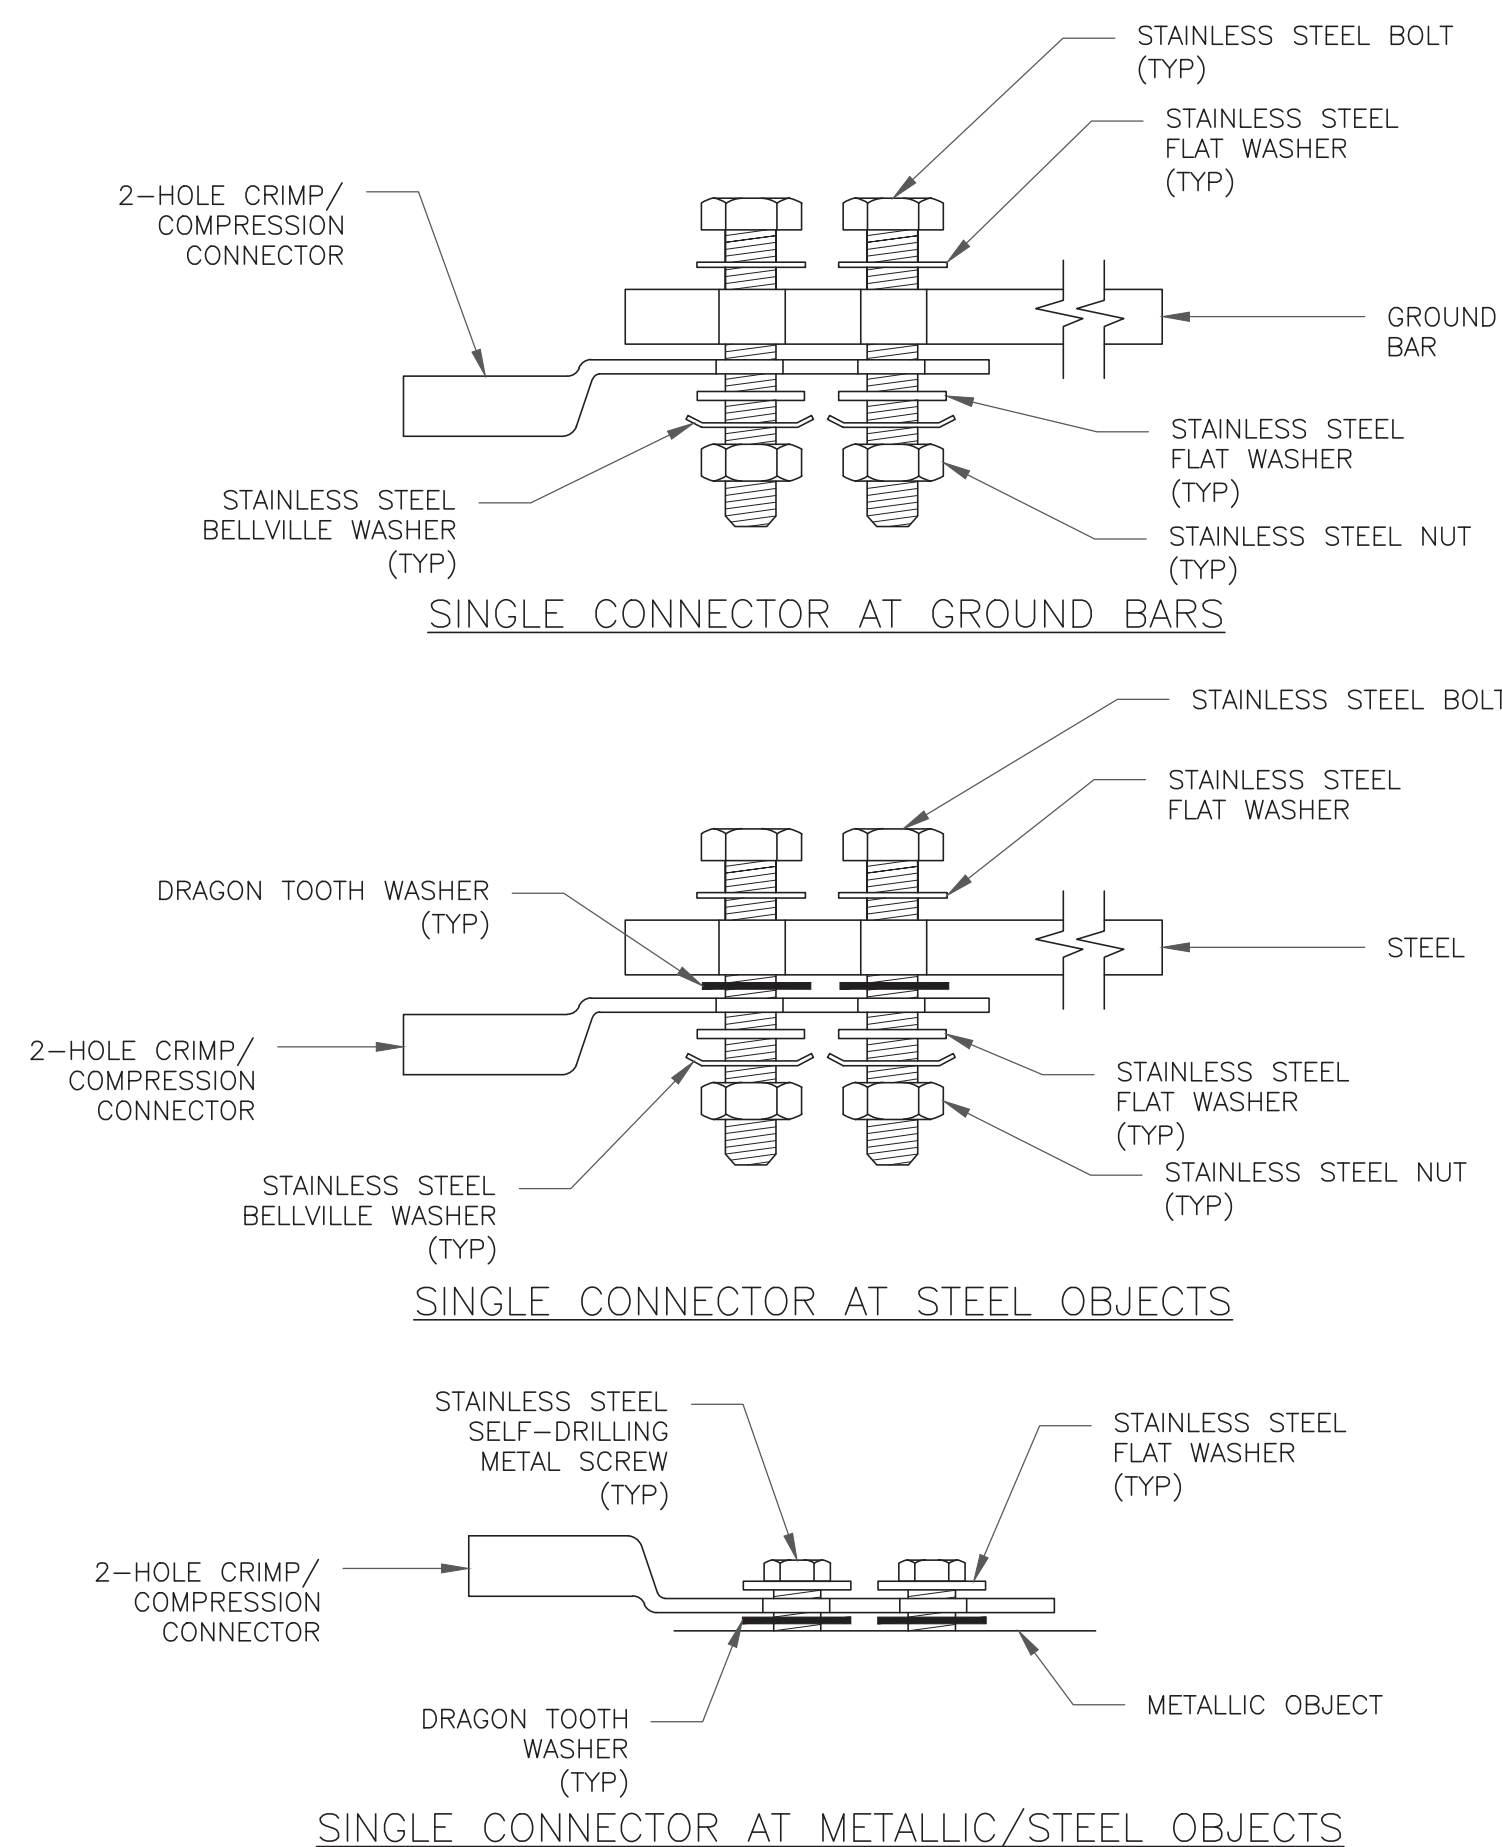 STAINLESS STEEL BOLT
(TYP)
STAINLESS STEEL
FLAT WASHER
(TYP)
2-HOLE CRIMP/
COMPRESSION
CONNECTOR
GROUND
BAR
STAINLESS STEEL
FLAT WASHER
(TYP)
STAINLESS STEEL
BELLVILLE WASHER
(TYP)
STAINLESS STEEL NUT
(TYP)
SINGLE CONNECTOR AT GROUND BARS
STAINLESS STEEL BOLT
STAINLESS STEEL
FLAT WASHER
DRAGON TOOTH WASHER
(TYP)
STEEL
2-HOLE CRIMP/
COMPRESSION
CONNECTOR
STAINLESS STEEL
FLAT WASHER
(TYP)
STAINLESS STEEL NUT
(TYP)
STAINLESS STEEL
BELLVILLE WASHER
(TYP)
SINGLE CONNECTOR AT STEEL OBJECTS
STAINLESS STEEL
SELF-DRILLING
METAL SCREW
(TYP)
STAINLESS STEEL
FLAT WASHER
(TYP)
2-HOLE CRIMP/
COMPRESSION
CONNECTOR
METALLIC OBJECT
DRAGON TOOTH
WASHER
(TYP)
SINGLE CONNECTOR AT METALLIC/STEEL OBJECTS